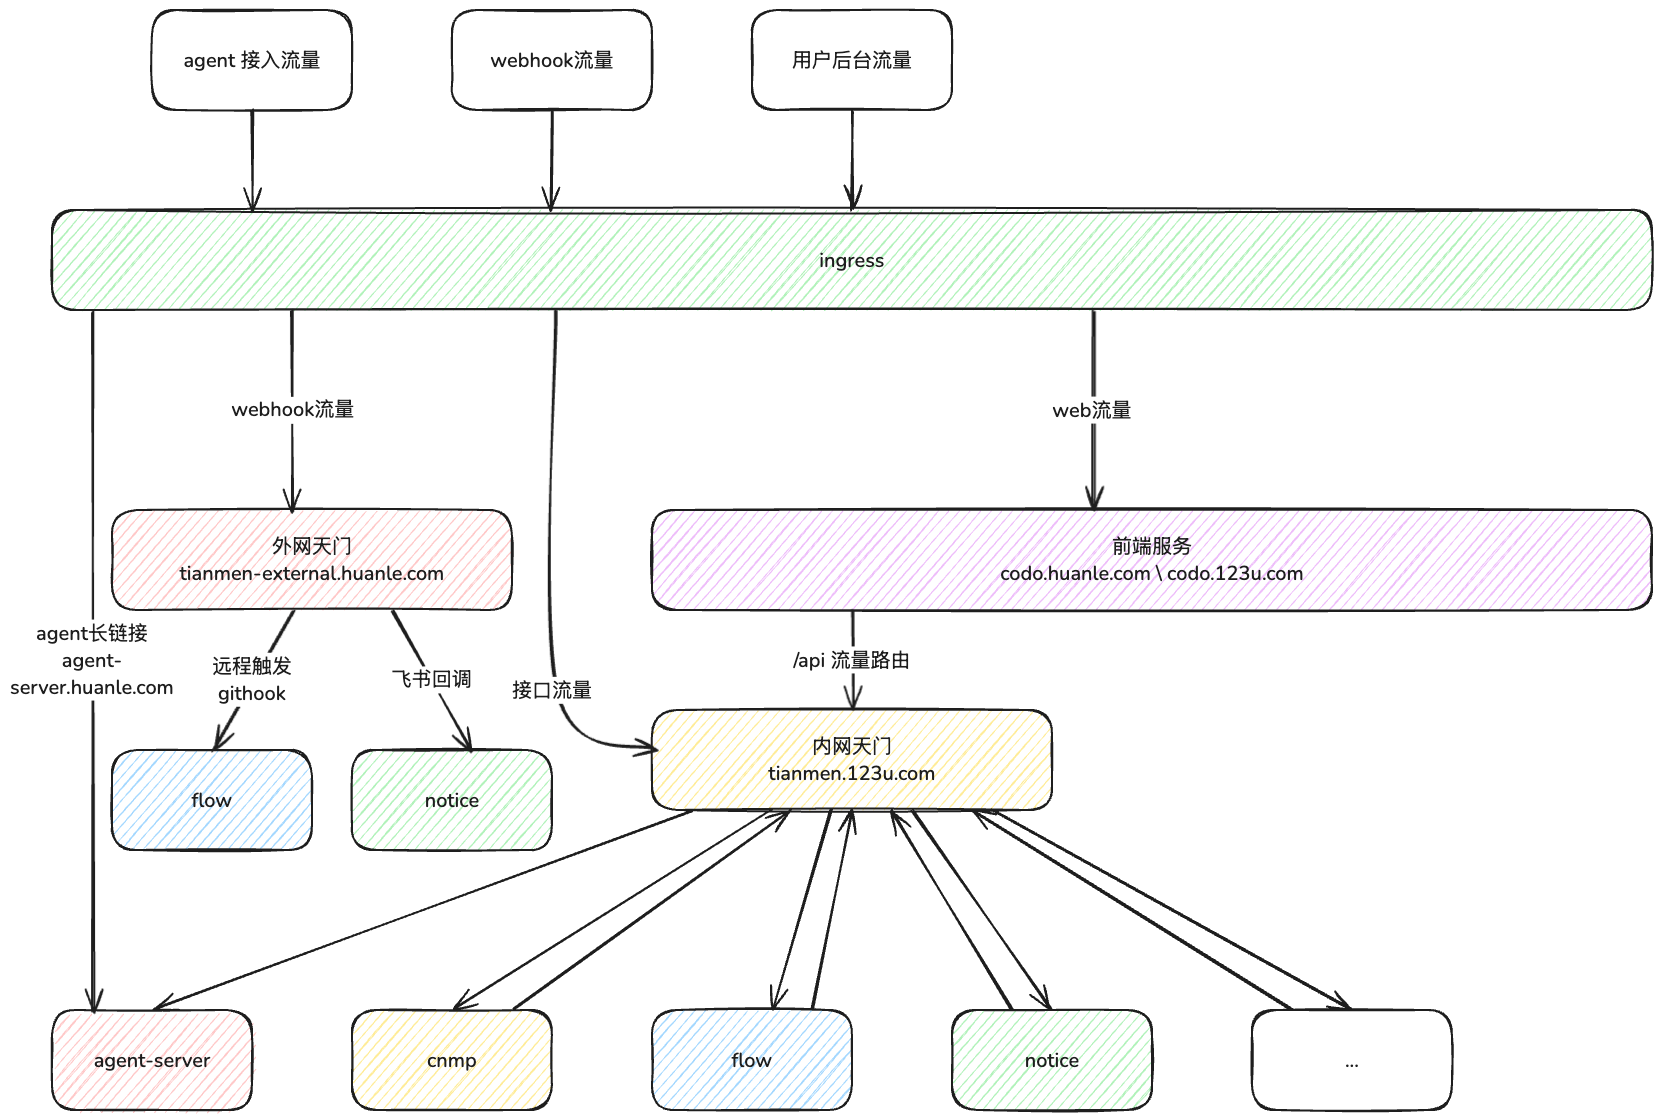 agent 接入流量
webhook流量
用户后台流量
ingress
webhook流量
web流量
外网天门
tianmen-external.huanle.com
前端服务
codo.huanle.com \ codo.123u.com
agent长链接
agent-
server.huanle.com
远程触发
githook
飞书回调
接口流量
/api 流量路由
内网天门
tianmen.123u.com
flow
notice
agent-server
cnmp
flow
notice
...